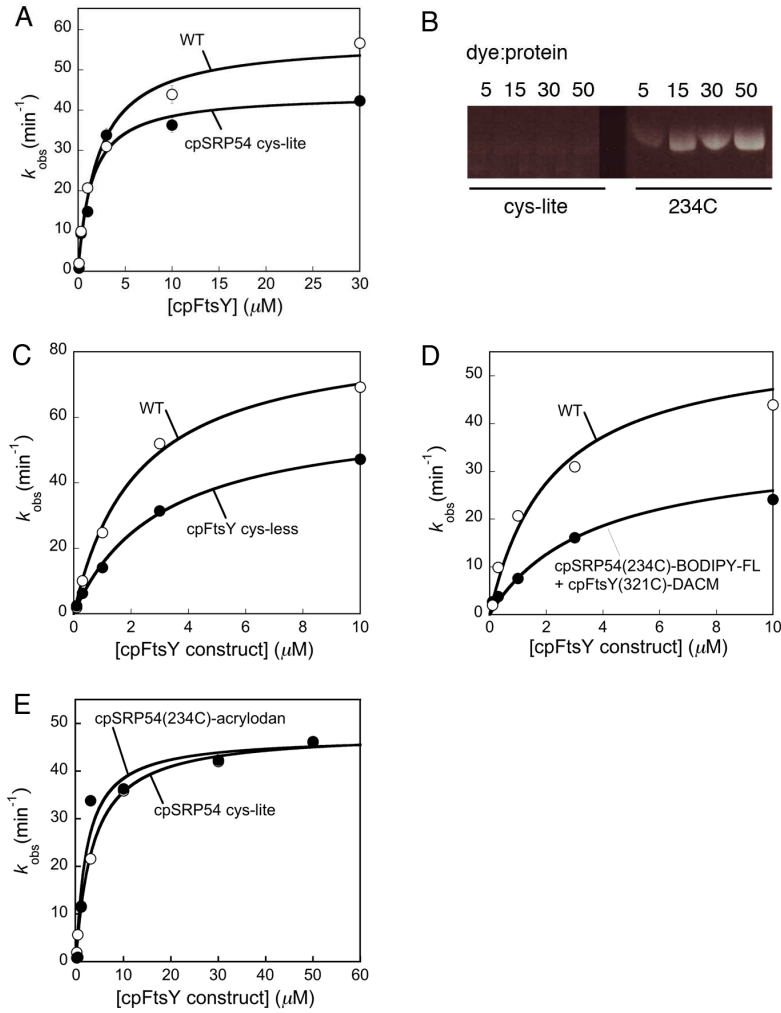 A
60
50
40
30
20
10
0
k obs (min⁻¹)
WT
cpSRP54 cys-lite
0 5 10 15 20 25 30
[cpFtsY] (μM)
B
dye:protein
5 15 30 50 5 15 30 50
cys-lite 234C
C
80
60
40
20
0
k obs (min⁻¹)
WT
cpFtsY cys-less
0 2 4 6 8 10
[cpFtsY construct] (μM)
D
50
40
30
20
10
0
k obs (min⁻¹)
WT
cpSRP54(234C)-BODIPY-FL
+ cpFtsY(321C)-DACM
0 2 4 6 8 10
[cpFtsY construct] (μM)
E
50
40
30
20
10
0
k obs (min⁻¹)
cpSRP54(234C)-acrylodan
cpSRP54 cys-lite
0 10 20 30 40 50 60
[cpFtsY construct] (μM)